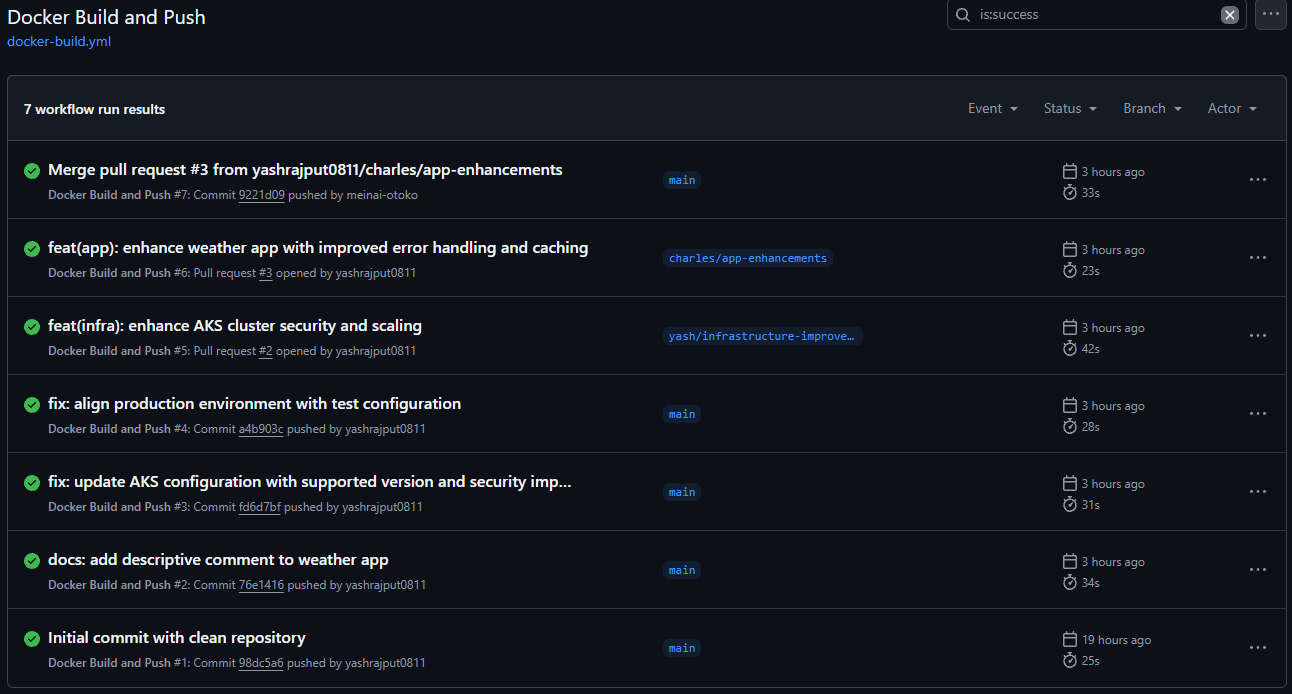 Docker Build and Push
docker-build.yml
is:success
7 workflow run results
Event Status Branch Actor
Merge pull request #3 from yashrajput0811/charles/app-enhancements
Docker Build and Push #7: Commit 9221d09 pushed by meinai-otoko
main
3 hours ago
33s
feat(app): enhance weather app with improved error handling and caching
Docker Build and Push #6: Pull request #3 opened by yashrajput0811
charles/app-enhancements
3 hours ago
23s
feat(infra): enhance AKS cluster security and scaling
Docker Build and Push #5: Pull request #2 opened by yashrajput0811
yash/infrastructure-improve…
3 hours ago
42s
fix: align production environment with test configuration
Docker Build and Push #4: Commit a4b903c pushed by yashrajput0811
main
3 hours ago
28s
fix: update AKS configuration with supported version and security imp...
Docker Build and Push #3: Commit fd6d7bf pushed by yashrajput0811
main
3 hours ago
31s
docs: add descriptive comment to weather app
Docker Build and Push #2: Commit 76e1416 pushed by yashrajput0811
main
3 hours ago
34s
Initial commit with clean repository
Docker Build and Push #1: Commit 98dc5a6 pushed by yashrajput0811
main
19 hours ago
25s